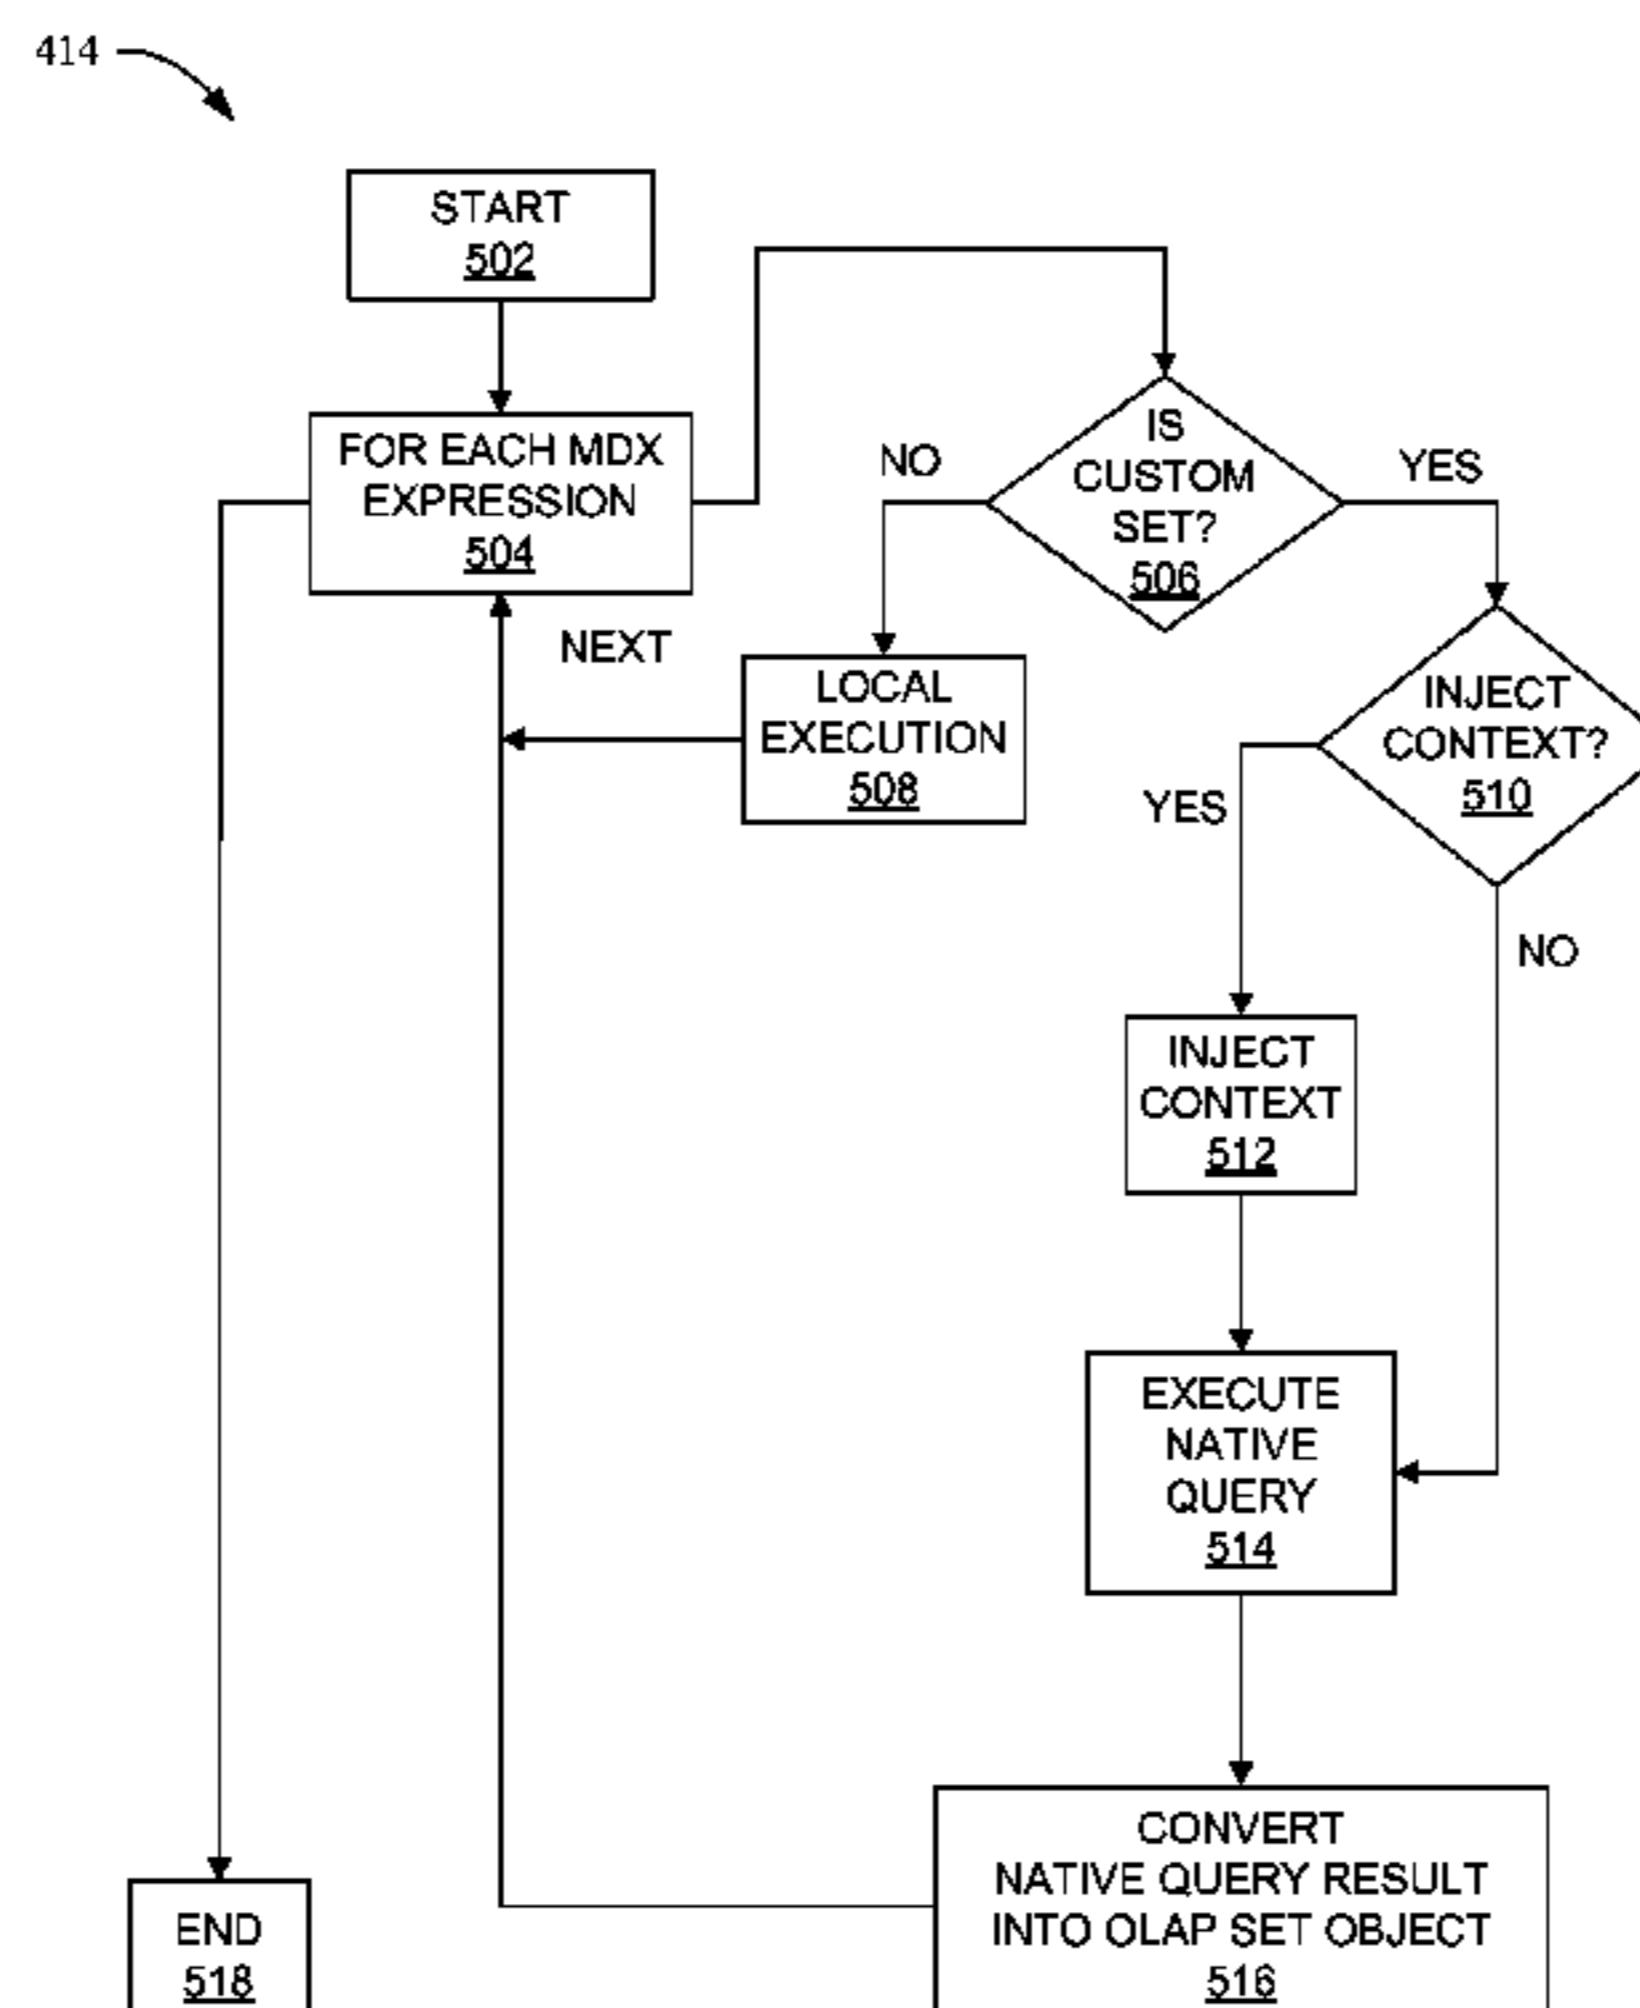 414
START
502
FOR EACH MDX
EXPRESSION
504
NEXT
IS
CUSTOM
SET?
506
NO
YES
LOCAL
EXECUTION
508
INJECT
CONTEXT?
510
YES
NO
INJECT
CONTEXT
512
EXECUTE
NATIVE
QUERY
514
CONVERT
NATIVE QUERY RESULT
INTO OLAP SET OBJECT
516
END
518